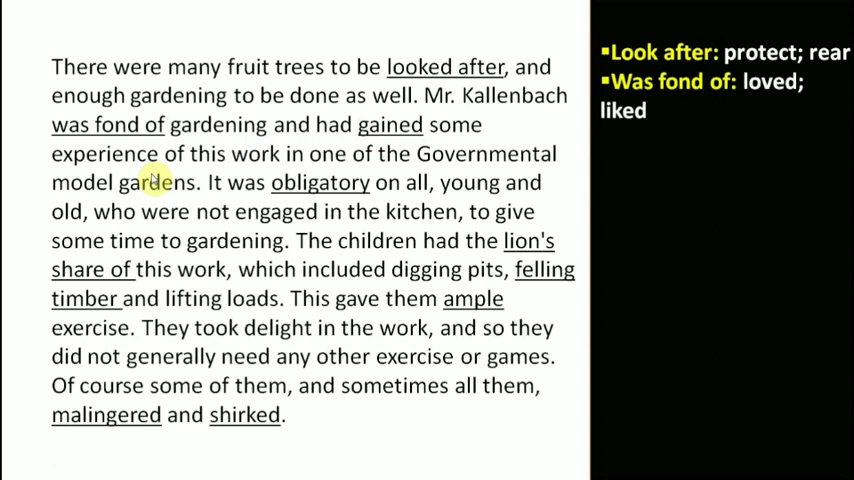 There were many fruit trees to be looked after, and
enough gardening to be done as well. Mr. Kallenbach
was fond of gardening and had gained some
experience of this work in one of the Governmental
model gardens. It was obligatory on all, young and
old, who were not engaged in the kitchen, to give
some time to gardening. The children had the lion's
share of this work, which included digging pits, felling
timber and lifting loads. This gave them ample
exercise. They took delight in the work, and so they
did not generally need any other exercise or games.
Of course some of them, and sometimes all them,
malingered and shirked.
▪Look after: protect; rear
▪Was fond of: loved;
liked